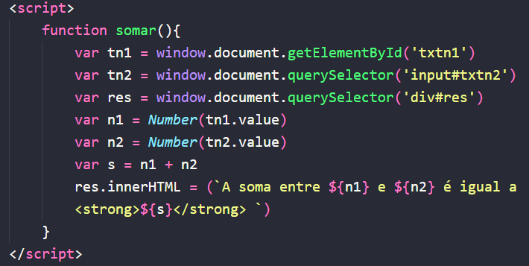 <script>
function somar(){
var tn1 = window.document.getElementById('txtn1')
var tn2 = window.document.querySelector('input#txtn2')
var res = window.document.querySelector('div#res')
var n1 = Number(tn1.value)
var n2 = Number(tn2.value)
var s = n1 + n2
res.innerHTML = (`A soma entre ${n1} e ${n2} é igual a
<strong>${s}</strong> `)
}
</script>